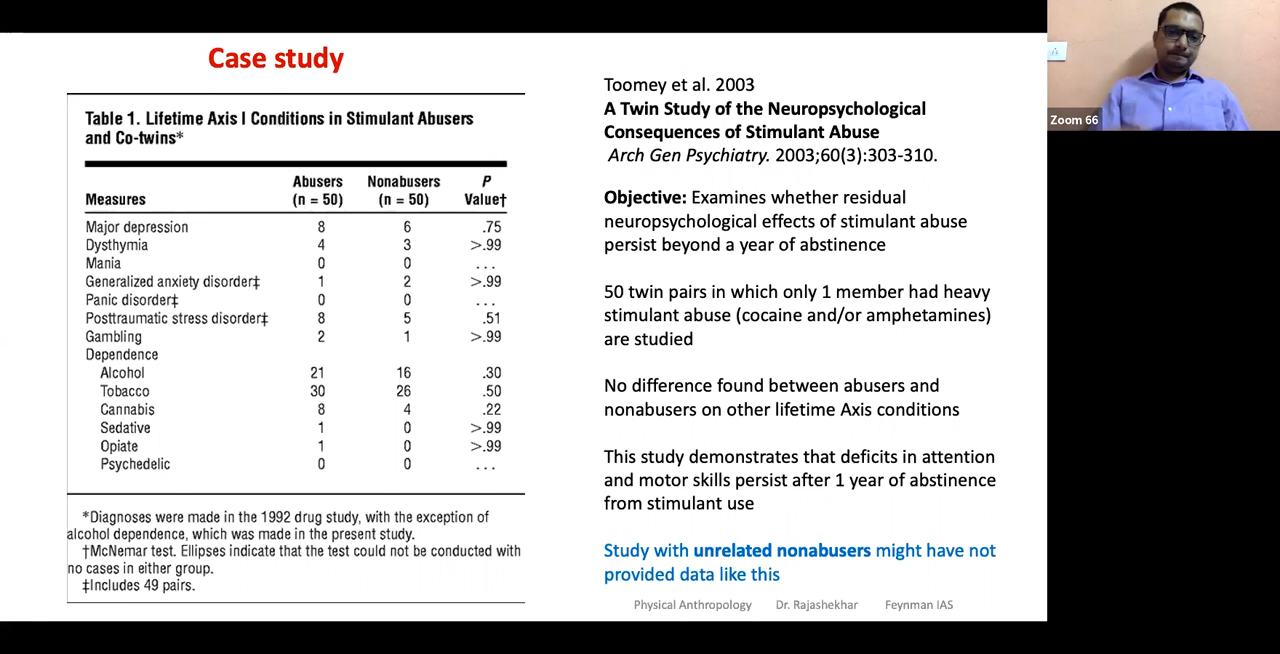 Case study
Table 1. Lifetime Axis I Conditions in Stimulant Abusers
and Co-twins*
Measures Abusers (n = 50) Nonabusers (n = 50) P Value†
Major depression 8 6 .75
Dysthymia 4 3 >.99
Mania 0 0 ...
Generalized anxiety disorder‡ 1 2 >.99
Panic disorder‡ 0 0 ...
Posttraumatic stress disorder‡ 8 5 .51
Gambling 2 1 >.99
Dependence
Alcohol 21 16 .30
Tobacco 30 26 .50
Cannabis 8 4 .22
Sedative 1 0 >.99
Opiate 1 0 >.99
Psychedelic 0 0 ...
*Diagnoses were made in the 1992 drug study, with the exception of
alcohol dependence, which was made in the present study.
†McNemar test. Ellipses indicate that the test could not be conducted with
no cases in either group.
‡Includes 49 pairs.
Toomey et al. 2003
A Twin Study of the Neuropsychological
Consequences of Stimulant Abuse
Arch Gen Psychiatry. 2003;60(3):303-310.
Objective: Examines whether residual
neuropsychological effects of stimulant abuse
persist beyond a year of abstinence
50 twin pairs in which only 1 member had heavy
stimulant abuse (cocaine and/or amphetamines)
are studied
No difference found between abusers and
nonabusers on other lifetime Axis conditions
This study demonstrates that deficits in attention
and motor skills persist after 1 year of abstinence
from stimulant use
Study with unrelated nonabusers might have not
provided data like this
Physical Anthropology Dr. Rajashekhar Feynman IAS
Zoom 66